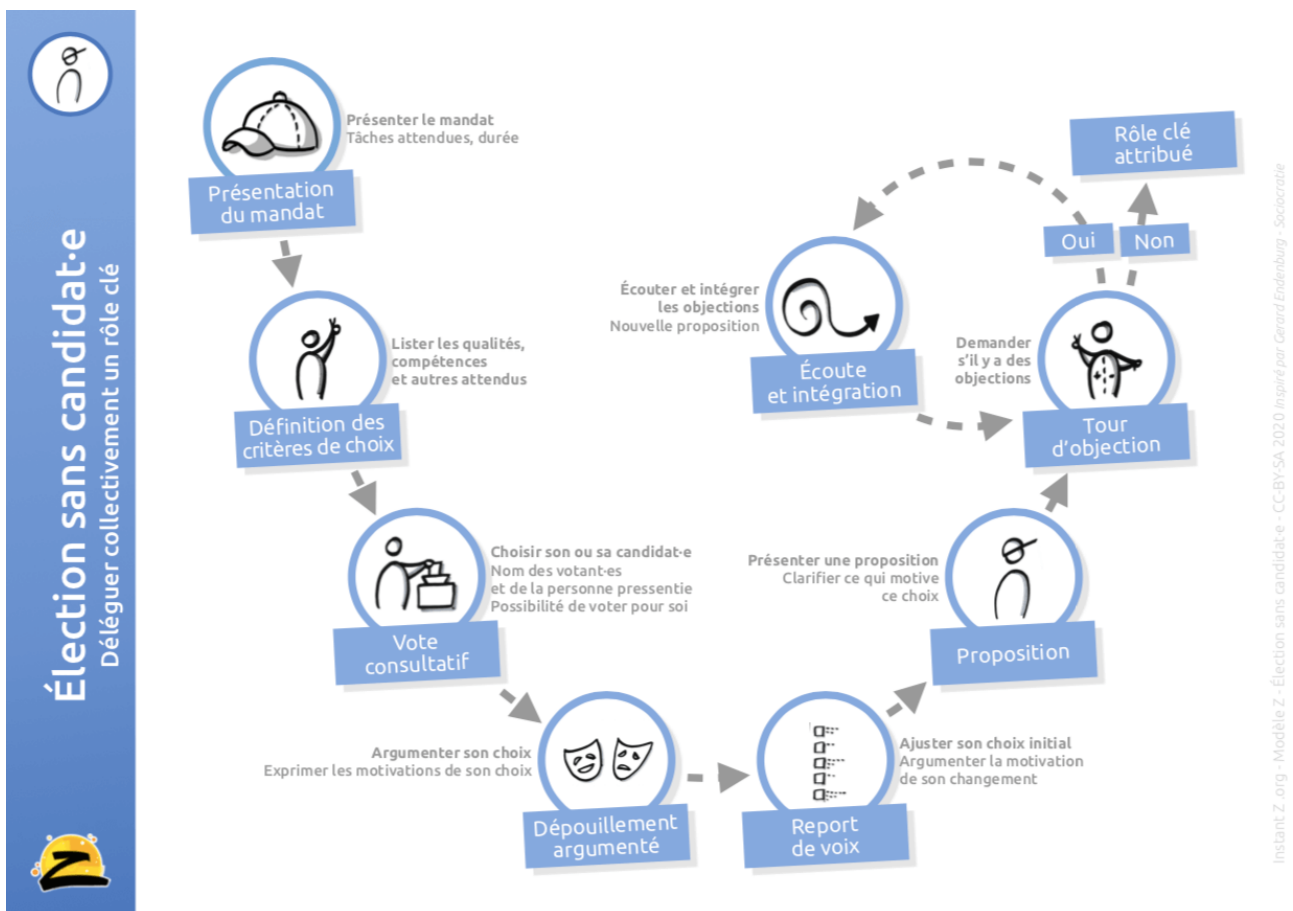 Élection sans candidat·e
Déléguer collectivement un rôle clé
Z
Présenter le mandat
Tâches attendues, durée
Présentation
du mandat
Lister les qualités,
compétences
et autres attendus
Définition des
critères de choix
Choisir son ou sa candidat·e
Nom des votant·es
et de la personne pressentie
Possibilité de voter pour soi
Vote
consultatif
Argumenter son choix
Exprimer les motivations de son choix
Dépouillement
argumenté
Ajuster son choix initial
Argumenter la motivation
de son changement
Report
de voix
Présenter une proposition
Clarifier ce qui motive
ce choix
Proposition
Demander
s'il y a des
objections
Tour
d'objection
Écouter et intégrer
les objections
Nouvelle proposition
Écoute
et intégration
Oui
Non
Rôle clé
attribué
Instant Z .org - Modèle Z - Élection sans candidat·e - CC-BY-SA 2020 Inspiré par Gerard Endenburg - Sociocratie